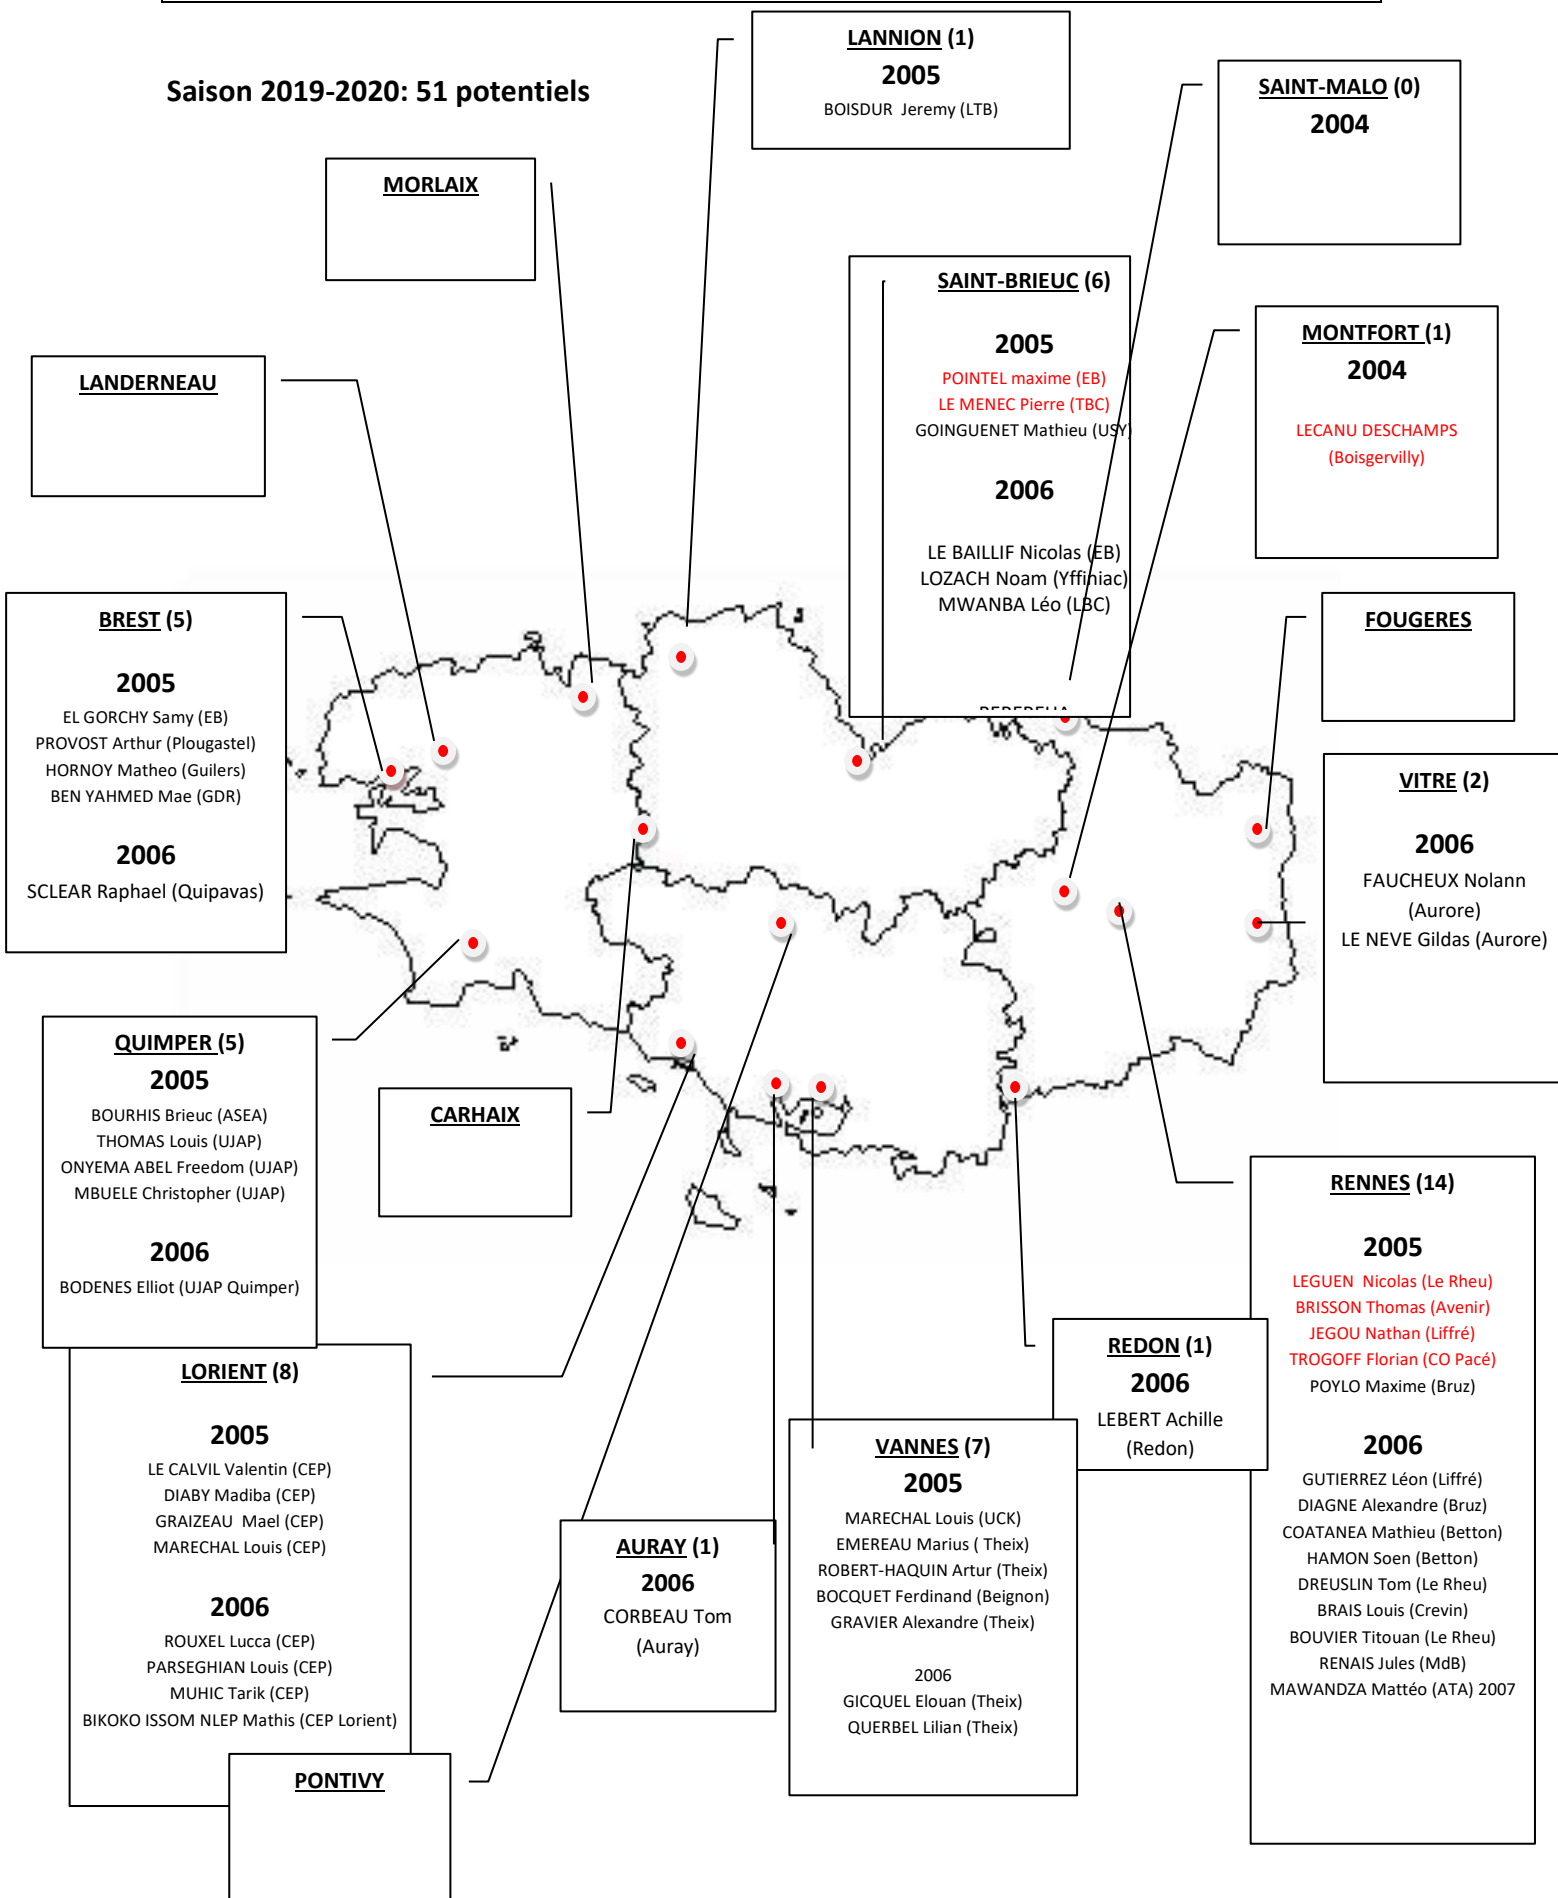 LANNION (1)
2005
BOISDUR  Jeremy (LTB)
Saison 2019-2020: 51 potentiels
SAINT-MALO (0)
2004
MORLAIX
SAINT-BRIEUC (6)
2005
POINTEL maxime (EB)
LE MENEC Pierre (TBC)
GOINGUENET Mathieu (USY)
2006
LE BAILLIF Nicolas (EB)
LOZACH Noam (Yffiniac)
MWANBA Léo (LBC)
MONTFORT (1)
2004
LECANU DESCHAMPS
(Boisgervilly)
LANDERNEAU
BREST (5)
2005
EL GORCHY Samy (EB)
PROVOST Arthur (Plougastel)
HORNOY Matheo (Guilers)
BEN YAHMED Mae (GDR)
2006
SCLEAR Raphael (Quipavas)
FOUGERES
VITRE (2)
2006
FAUCHEUX Nolann
(Aurore)
LE NEVE Gildas (Aurore)
QUIMPER (5)
2005
BOURHIS Brieuc (ASEA)
THOMAS Louis (UJAP)
ONYEMA ABEL Freedom (UJAP)
MBUELE Christopher (UJAP)
2006
BODENES Elliot (UJAP Quimper)
CARHAIX
RENNES (14)
2005
LEGUEN  Nicolas (Le Rheu)
BRISSON Thomas (Avenir)
JEGOU Nathan (Liffré)
TROGOFF Florian (CO Pacé)
POYLO Maxime (Bruz)
2006
GUTIERREZ Léon (Liffré)
DIAGNE Alexandre (Bruz)
COATANEA Mathieu (Betton)
HAMON Soen (Betton)
DREUSLIN Tom (Le Rheu)
BRAIS Louis (Crevin)
BOUVIER Titouan (Le Rheu)
RENAIS Jules (MdB)
MAWANDZA Mattéo (ATA) 2007
REDON (1)
2006
LEBERT Achille
(Redon)
LORIENT (8)
2005
LE CALVIL Valentin (CEP)
DIABY Madiba (CEP)
GRAIZEAU  Mael (CEP)
MARECHAL Louis (CEP)
2006
ROUXEL Lucca (CEP)
PARSEGHIAN Louis (CEP)
MUHIC Tarik (CEP)
BIKOKO ISSOM NLEP Mathis (CEP Lorient)
VANNES (7)
2005
MARECHAL Louis (UCK)
EMEREAU Marius ( Theix)
ROBERT-HAQUIN Artur (Theix)
BOCQUET Ferdinand (Beignon)
GRAVIER Alexandre (Theix)
2006
GICQUEL Elouan (Theix)
QUERBEL Lilian (Theix)
AURAY (1)
2006
CORBEAU Tom
(Auray)
PONTIVY